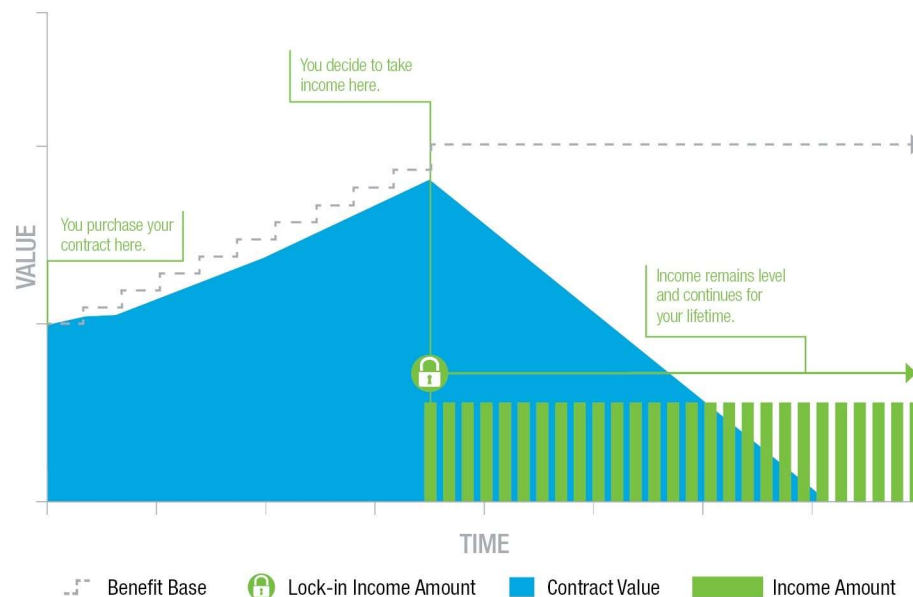 You decide to take
income here.
You purchase your
contract here.
VALUE
Income remains level
and continues for
your lifetime.
TIME
Benefit Base
Lock-in Income Amount
Contract Value
Income Amount